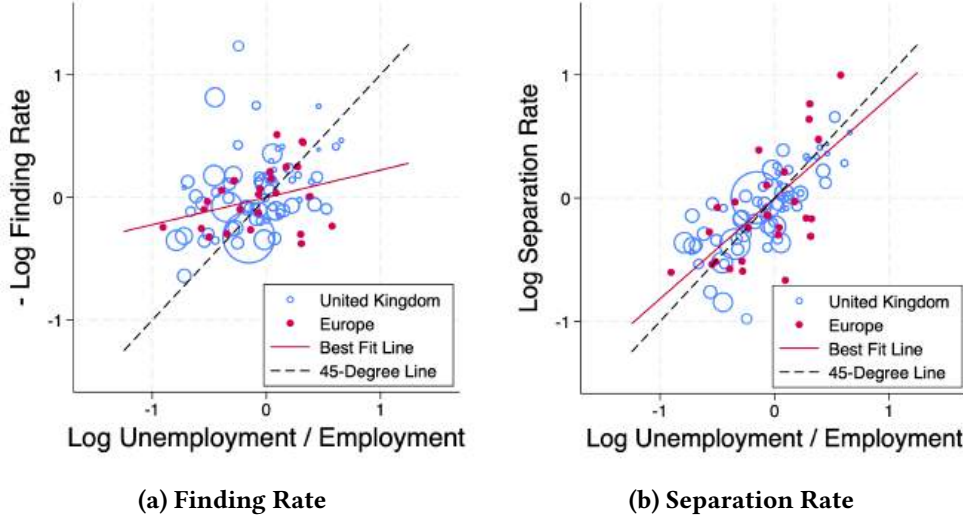 - Log Finding Rate
1
0
-1
-1
0
1
Log Unemployment / Employment
United Kingdom
Europe
Best Fit Line
45-Degree Line
(a) Finding Rate
Log Separation Rate
1
0
-1
-1
0
1
Log Unemployment / Employment
United Kingdom
Europe
Best Fit Line
45-Degree Line
(b) Separation Rate